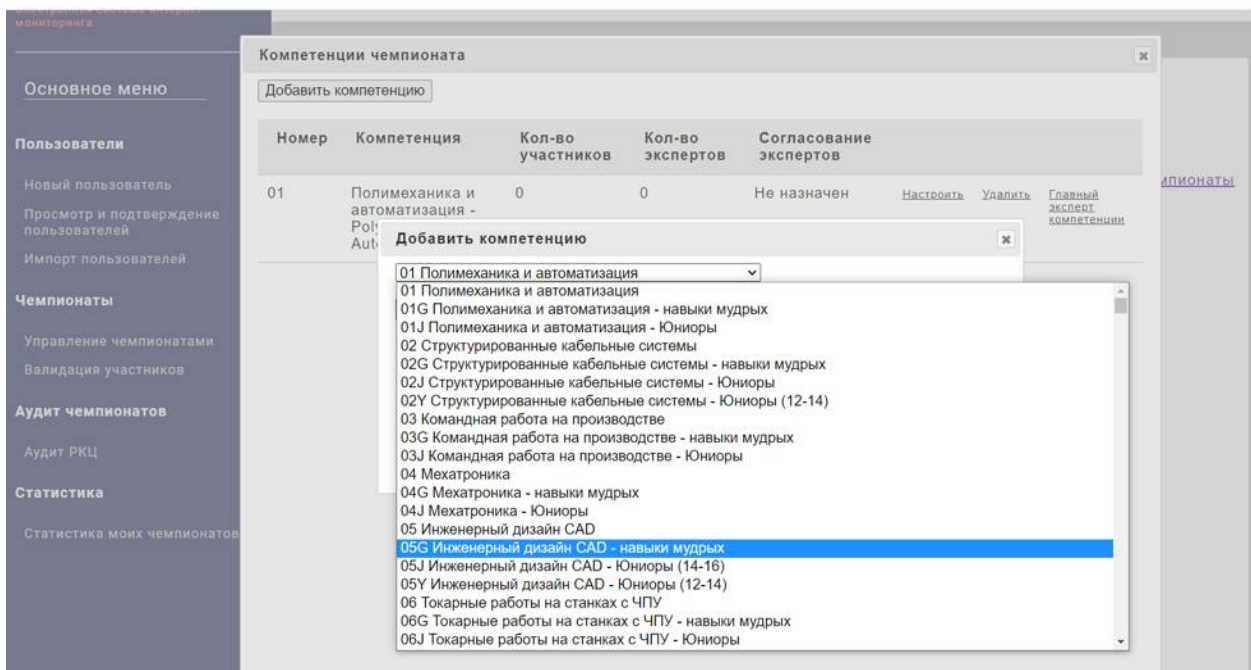 мониторинга
Основное меню
Пользователи
Новый пользователь
Просмотр и подтверждение
пользователей
Импорт пользователей
Чемпионаты
Управление чемпионатами
Валидация участников
Аудит чемпионатов
Аудит РКЦ
Статистика
Статистика моих чемпионатов
Компетенции чемпионата
Добавить компетенцию
Номер Компетенция Кол-во участников Кол-во экспертов Согласование экспертов
01 Полимеханика и 0 0 Не назначен Настроить Удалить Главный эксперт компетенции
автоматизация -
Добавить компетенцию
01 Полимеханика и автоматизация
01 Полимеханика и автоматизация
01G Полимеханика и автоматизация - навыки мудрых
01J Полимеханика и автоматизация - Юниоры
02 Структурированные кабельные системы
02G Структурированные кабельные системы - навыки мудрых
02J Структурированные кабельные системы - Юниоры
02Y Структурированные кабельные системы - Юниоры (12-14)
03 Командная работа на производстве
03G Командная работа на производстве - навыки мудрых
03J Командная работа на производстве - Юниоры
04 Мехатроника
04G Мехатроника - навыки мудрых
04J Мехатроника - Юниоры
05 Инженерный дизайн CAD
05G Инженерный дизайн CAD - навыки мудрых
05J Инженерный дизайн CAD - Юниоры (14-16)
05Y Инженерный дизайн CAD - Юниоры (12-14)
06 Токарные работы на станках с ЧПУ
06G Токарные работы на станках с ЧПУ - навыки мудрых
06J Токарные работы на станках с ЧПУ - Юниоры